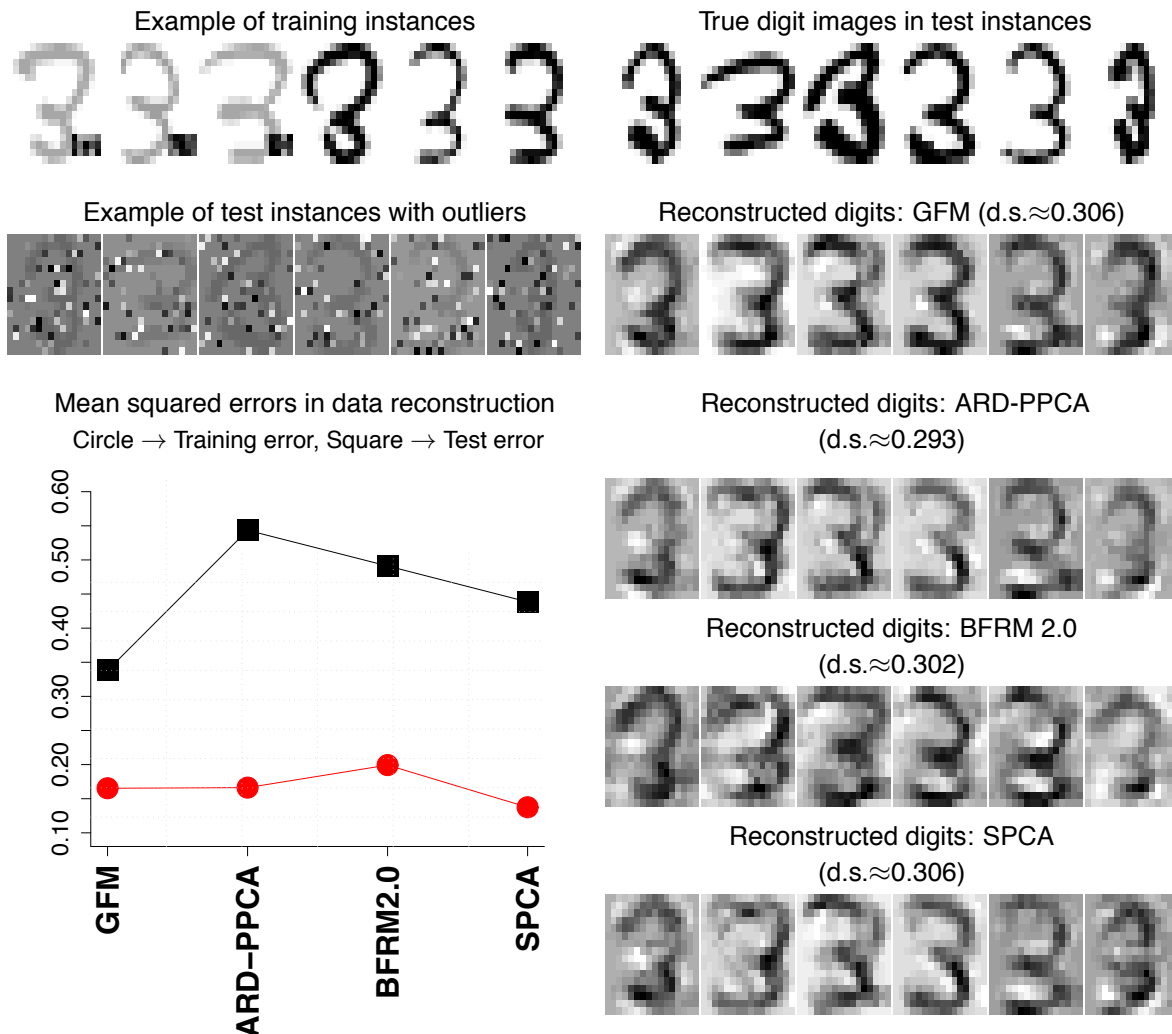 Example of training instances
True digit images in test instances
Example of test instances with outliers
Reconstructed digits: GFM (d.s.≈0.306)
Mean squared errors in data reconstruction
Circle → Training error, Square → Test error
0.60
0.50
0.40
0.30
0.20
0.10
GFM
ARD−PPCA
BFRM2.0
SPCA
Reconstructed digits: ARD-PPCA
(d.s.≈0.293)
Reconstructed digits: BFRM 2.0
(d.s.≈0.302)
Reconstructed digits: SPCA
(d.s.≈0.306)